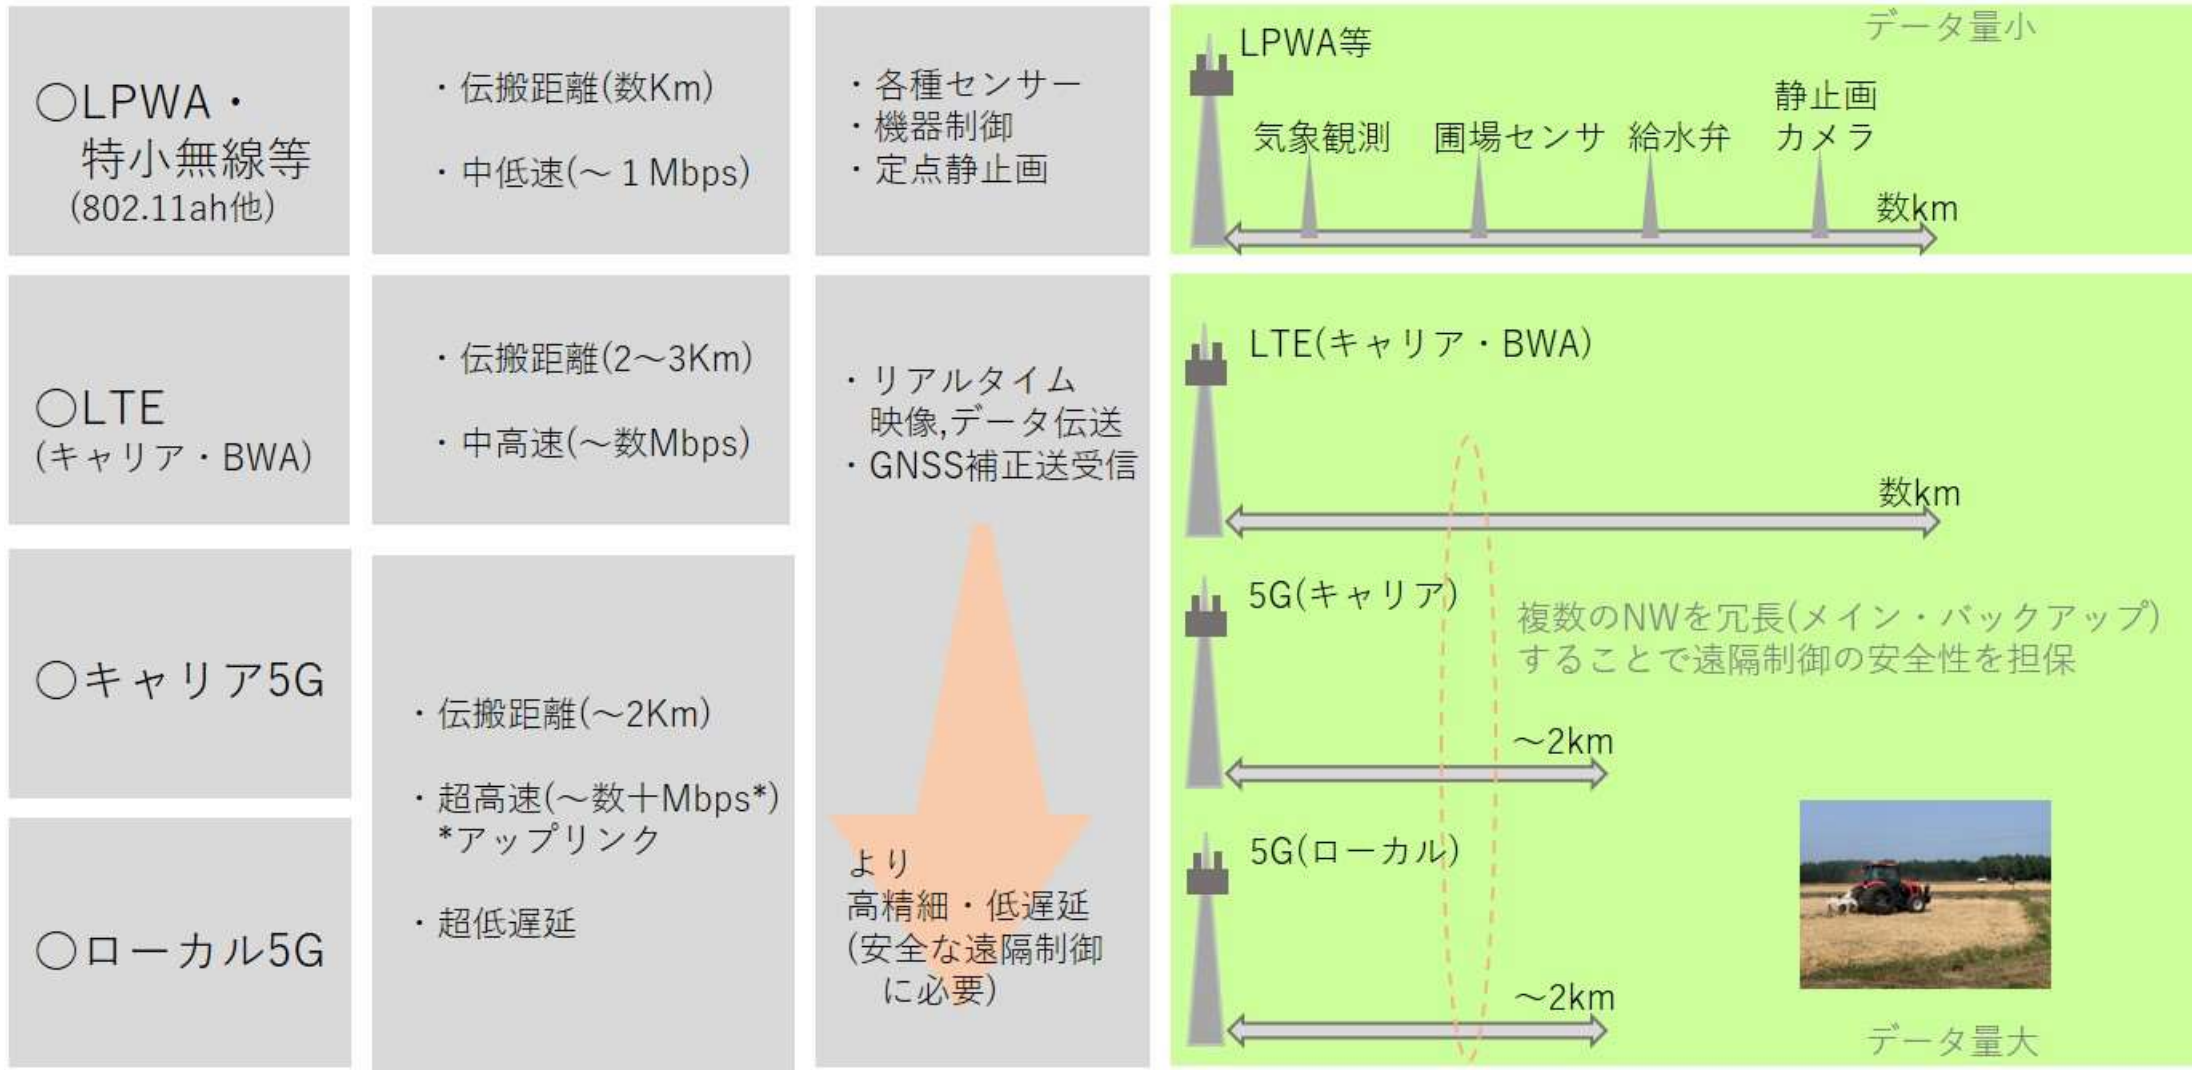 ○LPWA・
特小無線等
(802.11ah他)
・伝搬距離(数Km)
・中低速(～１Mbps)
・各種センサー
・機器制御
・定点静止画
LPWA等
データ量小
気象観測
圃場センサ
給水弁
静止画
カメラ
数km
○LTE
(キャリア・BWA)
・伝搬距離(2～3Km)
・中高速(～数Mbps)
・リアルタイム
映像,データ伝送
・GNSS補正送受信
LTE(キャリア・BWA)
数km
○キャリア5G
○ローカル5G
・伝搬距離(～2Km)
・超高速(～数十Mbps*)
*アップリンク
・超低遅延
より
高精細・低遅延
(安全な遠隔制御
に必要)
5G(キャリア)
複数のNWを冗長(メイン・バックアップ)
することで遠隔制御の安全性を担保
～2km
5G(ローカル)
～2km
データ量大